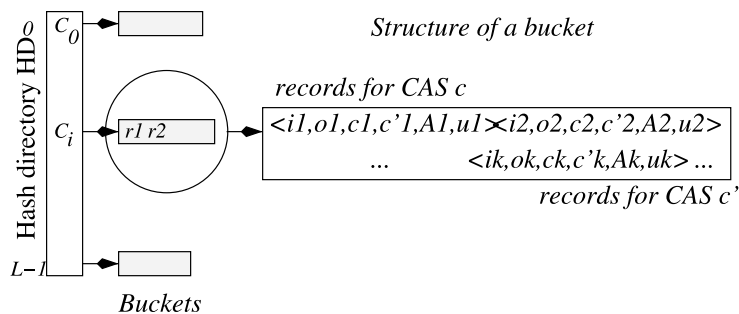 0
C0
Structure of a bucket
Hash directory HD
records for CAS c
Ci
r1 r2
<i1,o1,c1,c'1,A1,u1><i2,o2,c2,c'2,A2,u2>
... <ik,ok,ck,c'k,Ak,uk> ...
records for CAS c'
L−1
Buckets